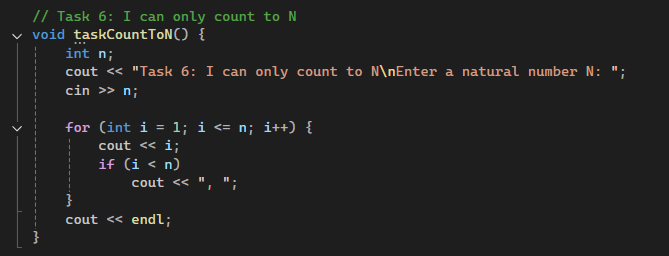 // Task 6: I can only count to N
void taskCountToN() {
    int n;
    cout << "Task 6: I can only count to N\nEnter a natural number N: ";
    cin >> n;

    for (int i = 1; i <= n; i++) {
        cout << i;
        if (i < n)
            cout << ", ";
    }
    cout << endl;
}